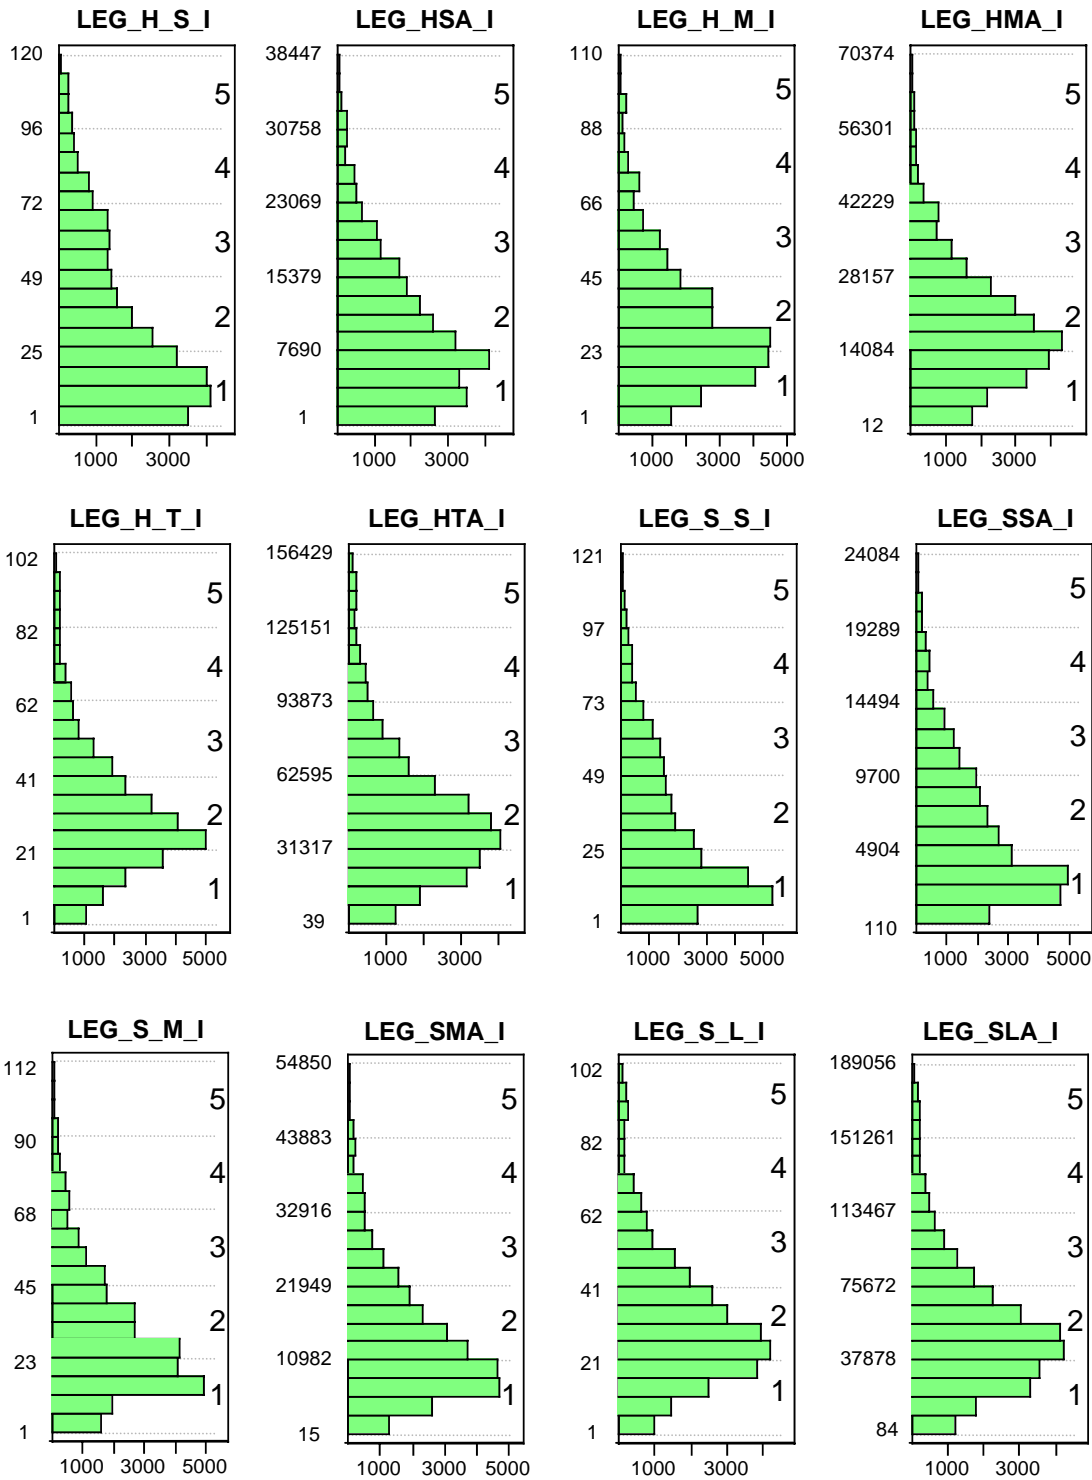 LEG_H_S_I LEG_HSA_I LEG_H_M_I LEG_HMA_I
120 38447 110 70374
5 5 5 5
96 30758 88 56301
4 4 4 4
72 23069 66 42229
3 3 3 3
49 15379 45 28157
2 2 2 2
25 7690 23 14084
1 1 1 1
1 1 1 12
1000 3000 1000 3000 1000 3000 5000 1000 3000
LEG_H_T_I LEG_HTA_I LEG_S_S_I LEG_SSA_I
102 156429 121 24084
5 5 5 5
82 125151 97 19289
4 4 4 4
62 93873 73 14494
3 3 3 3
41 62595 49 9700
2 2 2 2
21 31317 25 4904
1 1 1 1
1 39 1 110
1000 3000 5000 1000 3000 1000 3000 5000 1000 3000 5000
LEG_S_M_I LEG_SMA_I LEG_S_L_I LEG_SLA_I
112 54850 102 189056
5 5 5 5
90 43883 82 151261
4 4 4 4
68 32916 62 113467
3 3 3 3
45 21949 41 75672
2 2 2 2
23 10982 21 37878
1 1 1 1
1 15 1 84
1000 3000 5000 1000 3000 5000 1000 3000 1000 3000